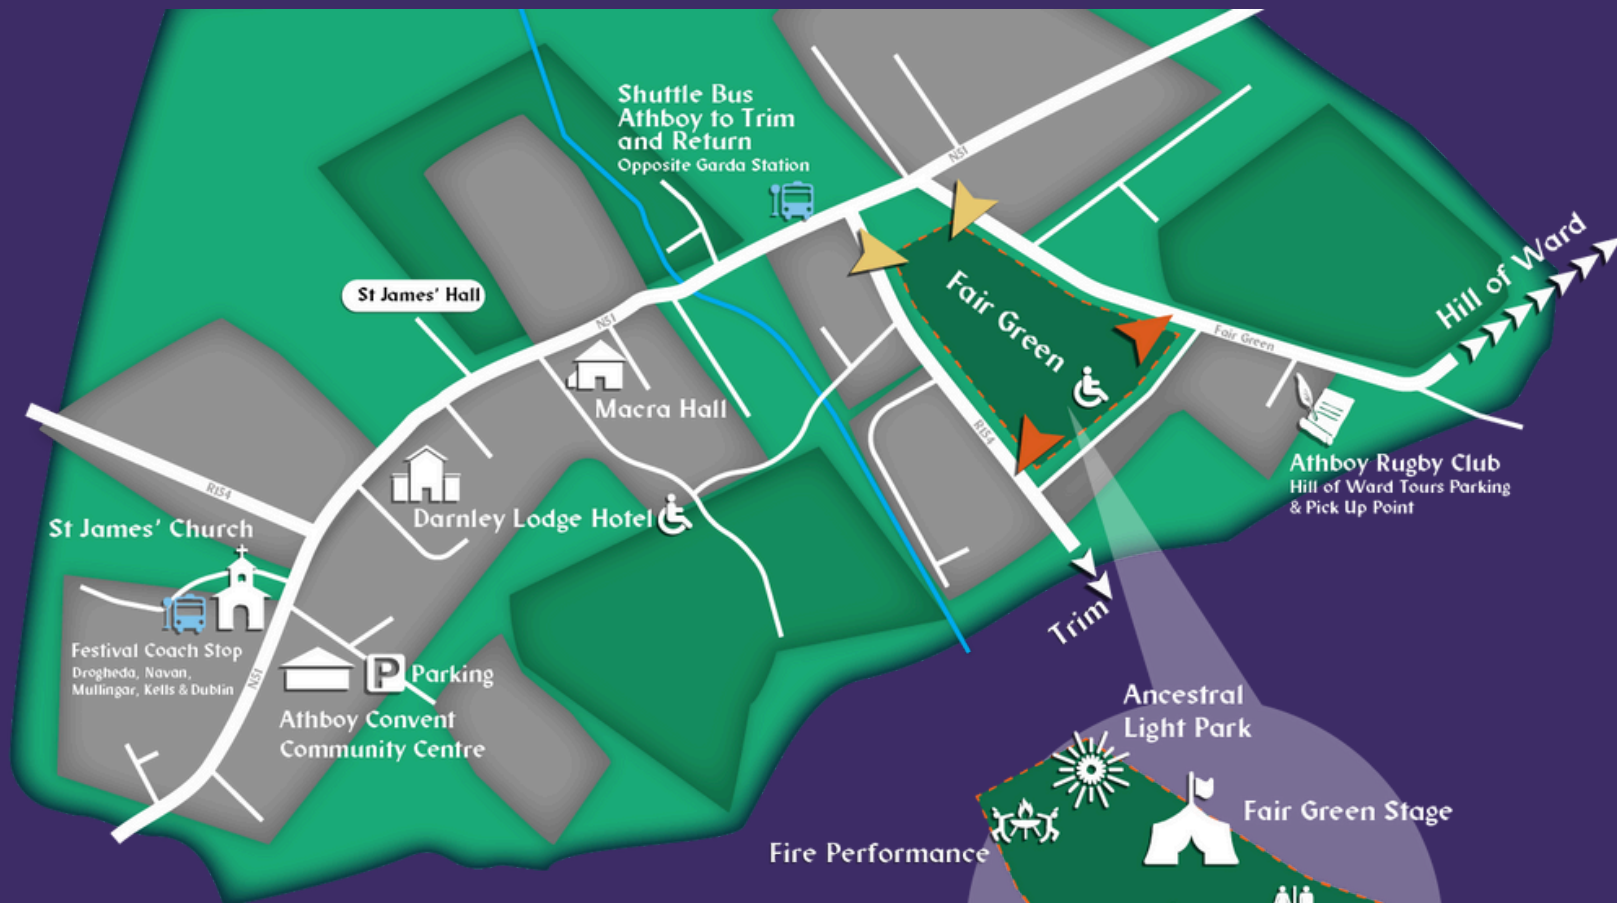 Shuttle Bus
Athboy to Trim
and Return
Opposite Garda Station
N51
Hill of Ward
Fair Green
St James' Hall
N51
Fair Green
Macra Hall
R154
Athboy Rugby Club
Hill of Ward Tours Parking
& Pick Up Point
R154
Darnley Lodge Hotel
St James' Church
Trim
Festival Coach Stop
Drogheda, Navan,
Mullingar, Kells & Dublin
N51
P
Parking
Athboy Convent
Community Centre
Ancestral
Light Park
Fair Green Stage
Fire Performance